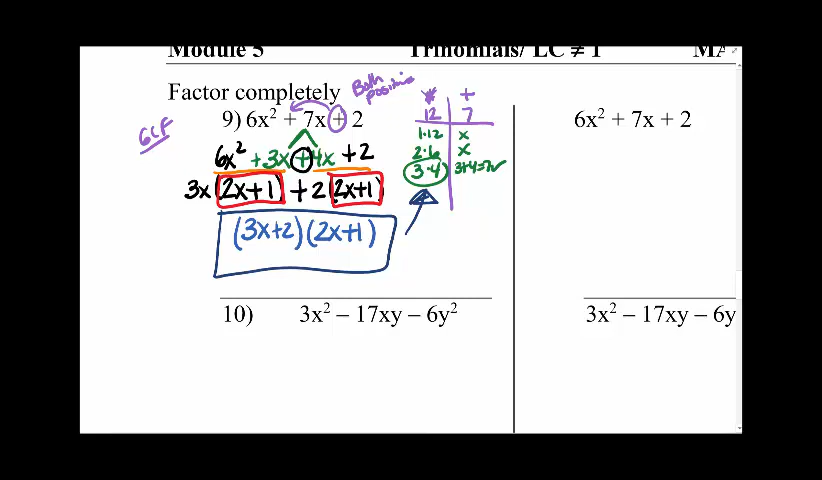 Module 5 Trinomials/ LC ≠ 1 MA
Factor completely
Both positive
GCF
9) 6x² + 7x + 2
6x² + 3x + 4x + 2
3x (2x+1) + 2 (2x+1)
(3x+2)(2x+1)
* +
12 7
1·12 x
2·6 x
3·4 3+4=7✓
6x² + 7x + 2
10) 3x² – 17xy – 6y²
3x² – 17xy – 6y